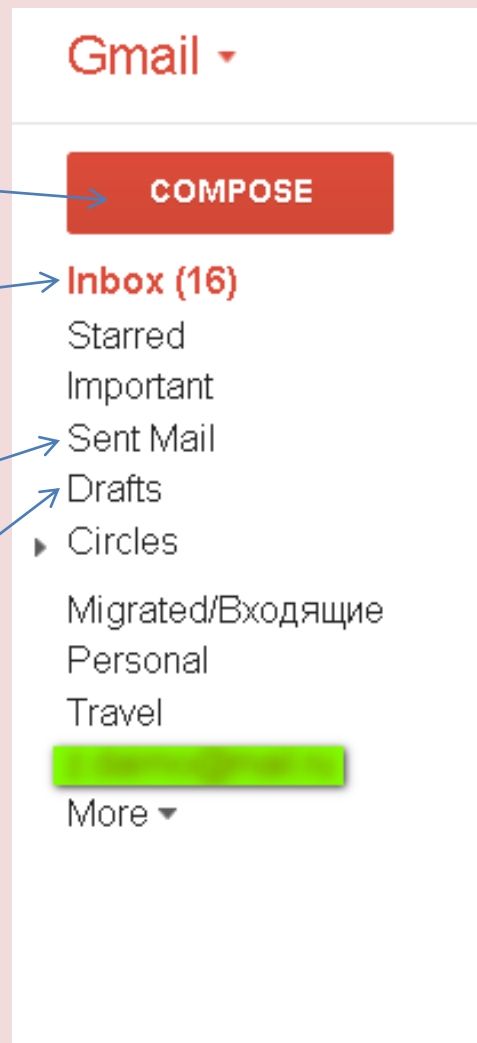 Gmail
COMPOSE
Inbox (16)
Starred
Important
Sent Mail
Drafts
Circles
Migrated/Входящие
Personal
Travel
More